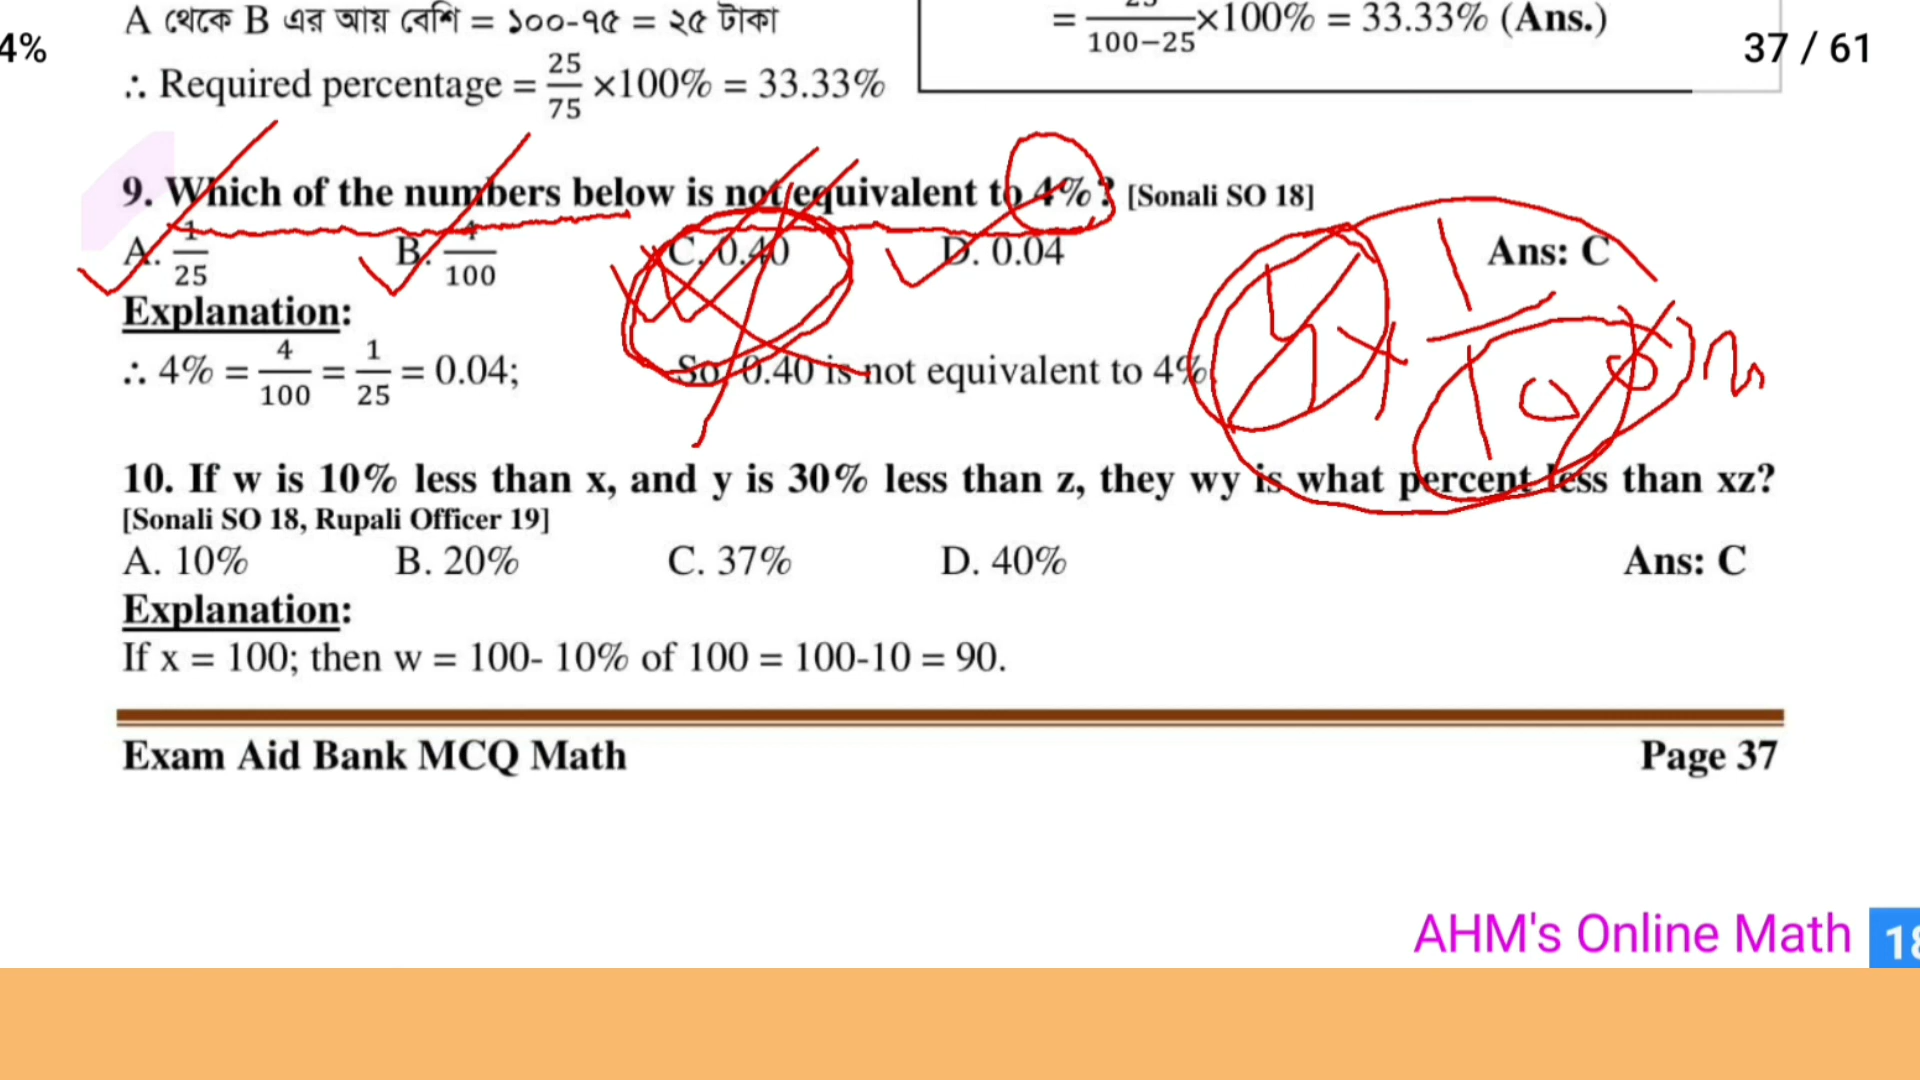 A থেকে B এর আয় বেশি = ১০০-৭৫ = ২৫ টাকা
∴ Required percentage = 25/75 ×100% = 33.33%
= /100−25 ×100% = 33.33% (Ans.)
4%
37 / 61
9. Which of the numbers below is not equivalent to 4%? [Sonali SO 18]
A. 1/25 B. 4/100 C. 0.40 D. 0.04 Ans: C
Explanation:
∴ 4% = 4/100 = 1/25 = 0.04; So, 0.40 is not equivalent to 4%
4 × 1/100
10. If w is 10% less than x, and y is 30% less than z, they wy is what percent less than xz?
[Sonali SO 18, Rupali Officer 19]
A. 10% B. 20% C. 37% D. 40% Ans: C
Explanation:
If x = 100; then w = 100- 10% of 100 = 100-10 = 90.
Exam Aid Bank MCQ Math Page 37
AHM's Online Math